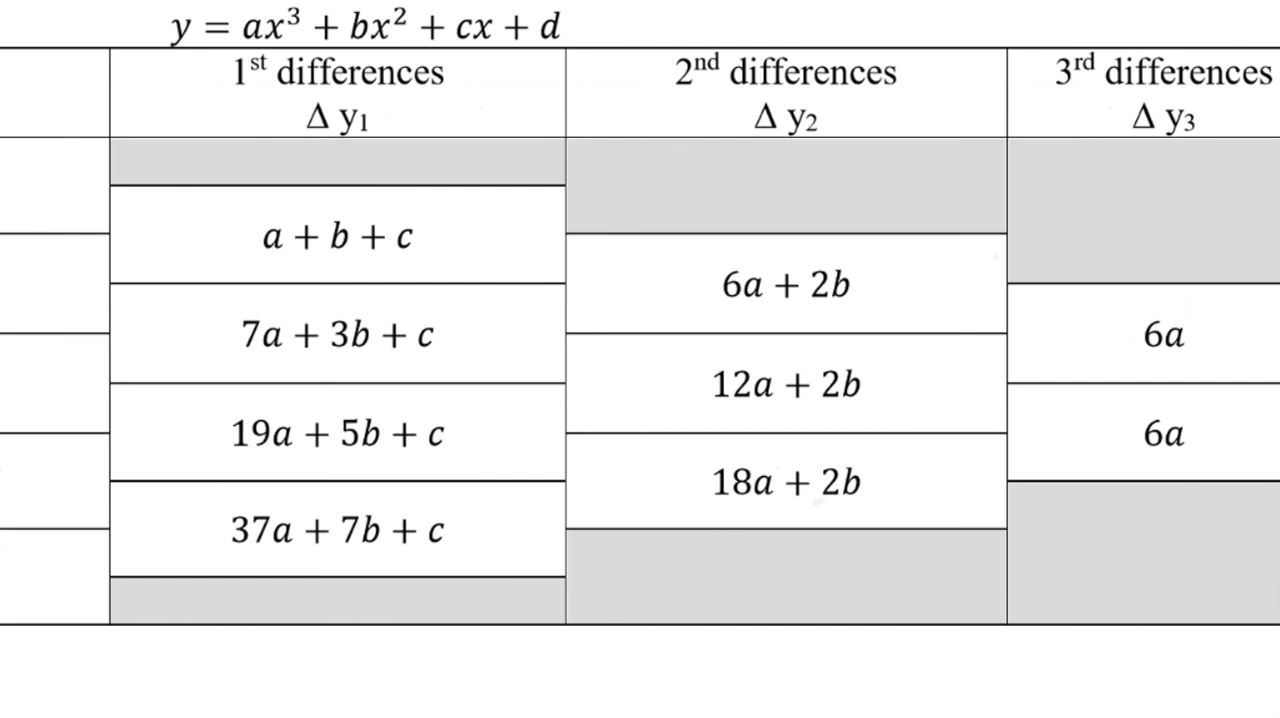 y = ax³ + bx² + cx + d
1ˢᵗ differences 2ⁿᵈ differences 3ʳᵈ differences
Δ y₁ Δ y₂ Δ y₃
a + b + c
6a + 2b
7a + 3b + c 6a
12a + 2b
19a + 5b + c 6a
18a + 2b
37a + 7b + c